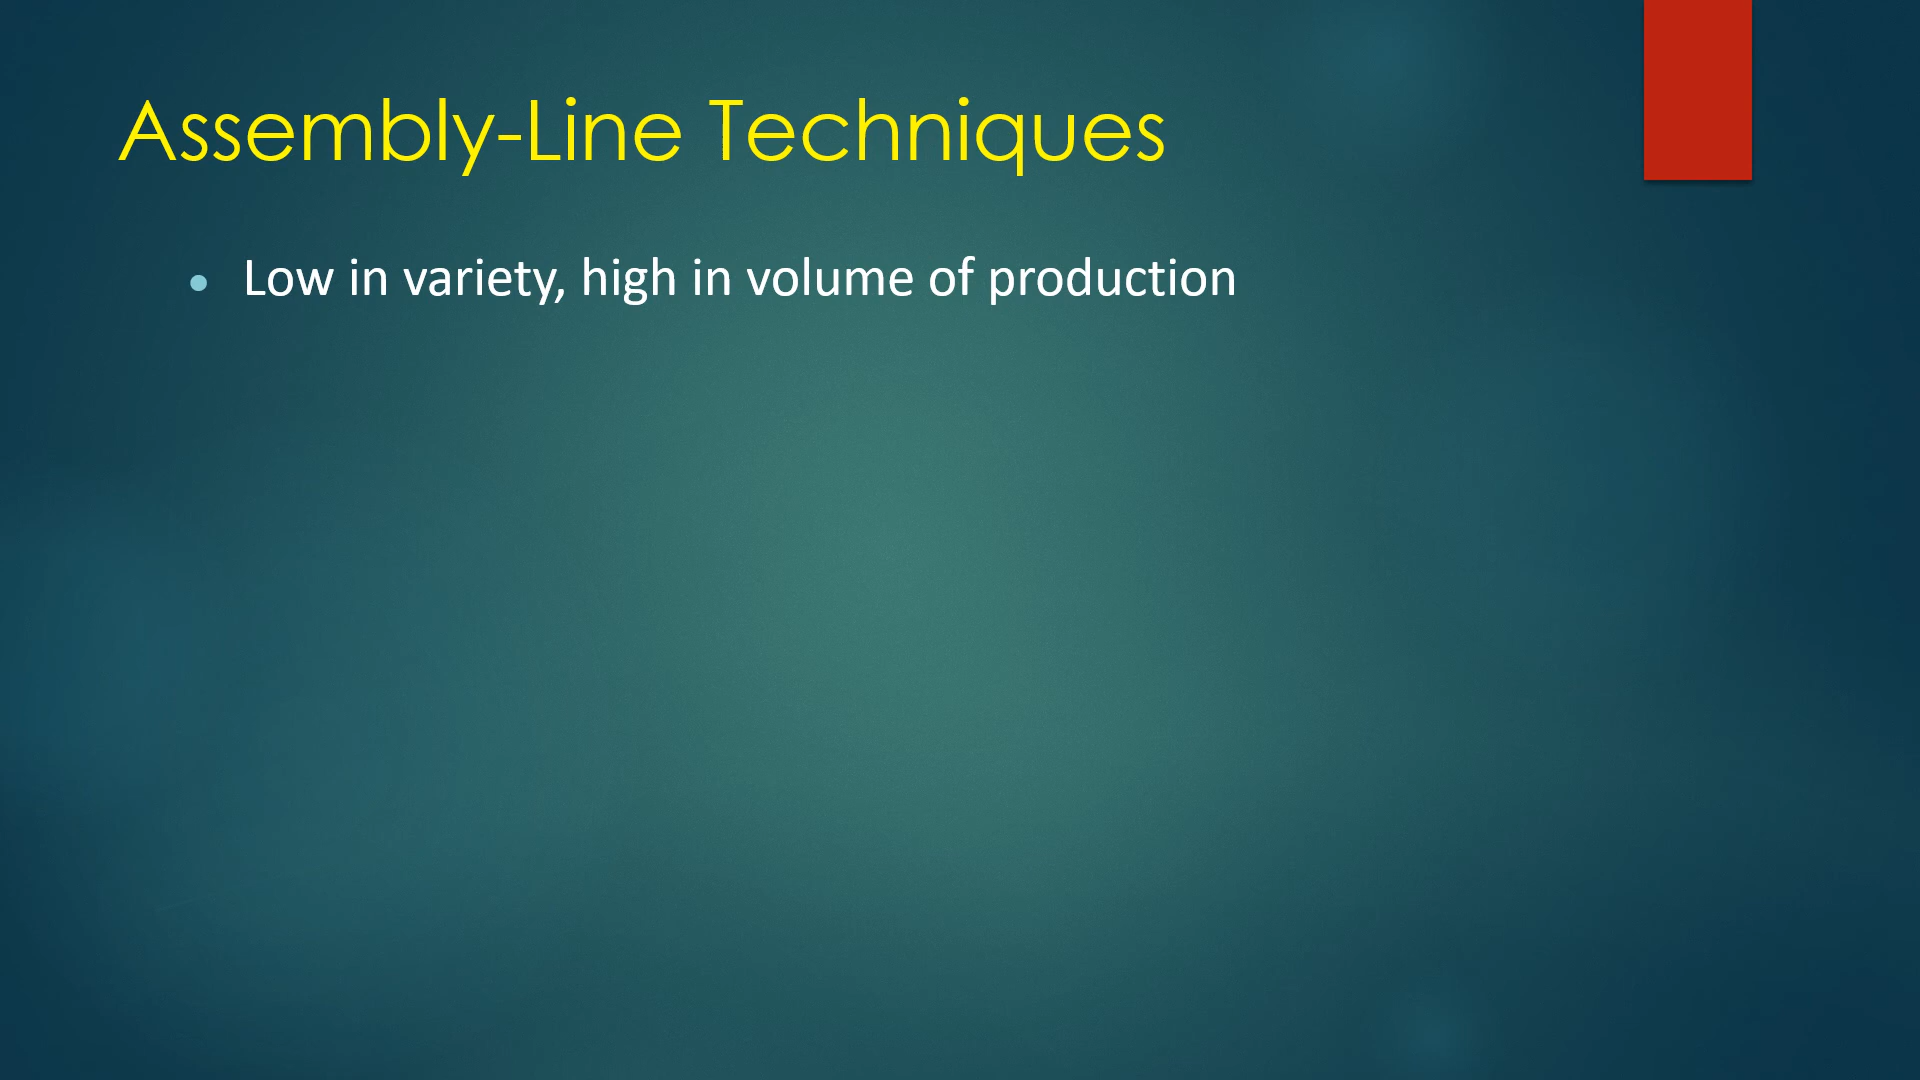 Assembly-Line Techniques
Low in variety, high in volume of production